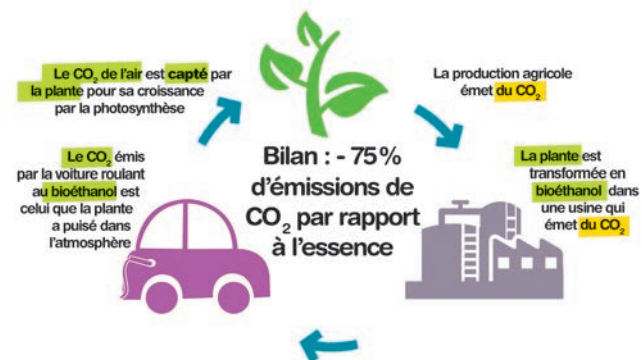 Le CO₂ de l'air est capté par
la plante pour sa croissance
par la photosynthèse
La production agricole
émet du CO₂
Le CO₂ émis
par la voiture roulant
au bioéthanol est
celui que la plante
a puisé dans
l'atmosphère
Bilan : - 75%
d'émissions de
CO₂ par rapport
à l'essence
La plante est
transformée en
bioéthanol dans
une usine qui
émet du CO₂